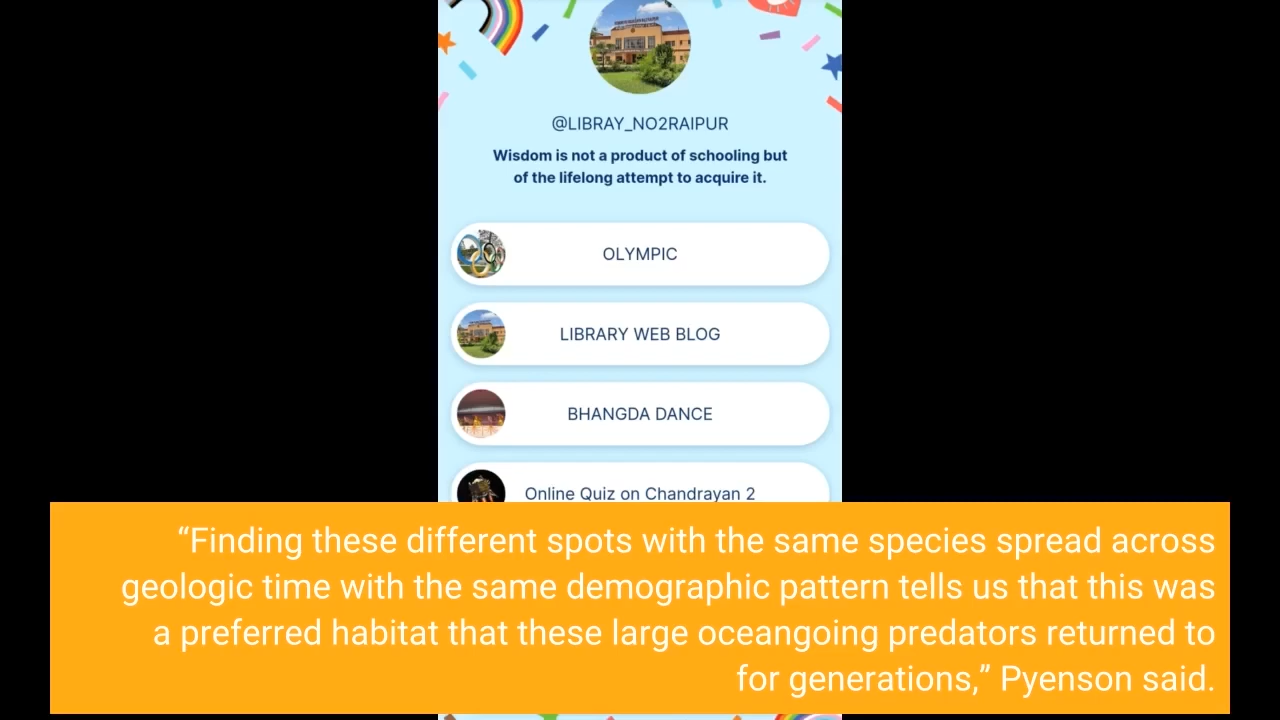 @LIBRAY_NO2RAIPUR
Wisdom is not a product of schooling but
of the lifelong attempt to acquire it.
OLYMPIC
LIBRARY WEB BLOG
BHANGDA DANCE
Online Quiz on Chandrayan 2
“Finding these different spots with the same species spread across
geologic time with the same demographic pattern tells us that this was
a preferred habitat that these large oceangoing predators returned to
for generations,” Pyenson said.